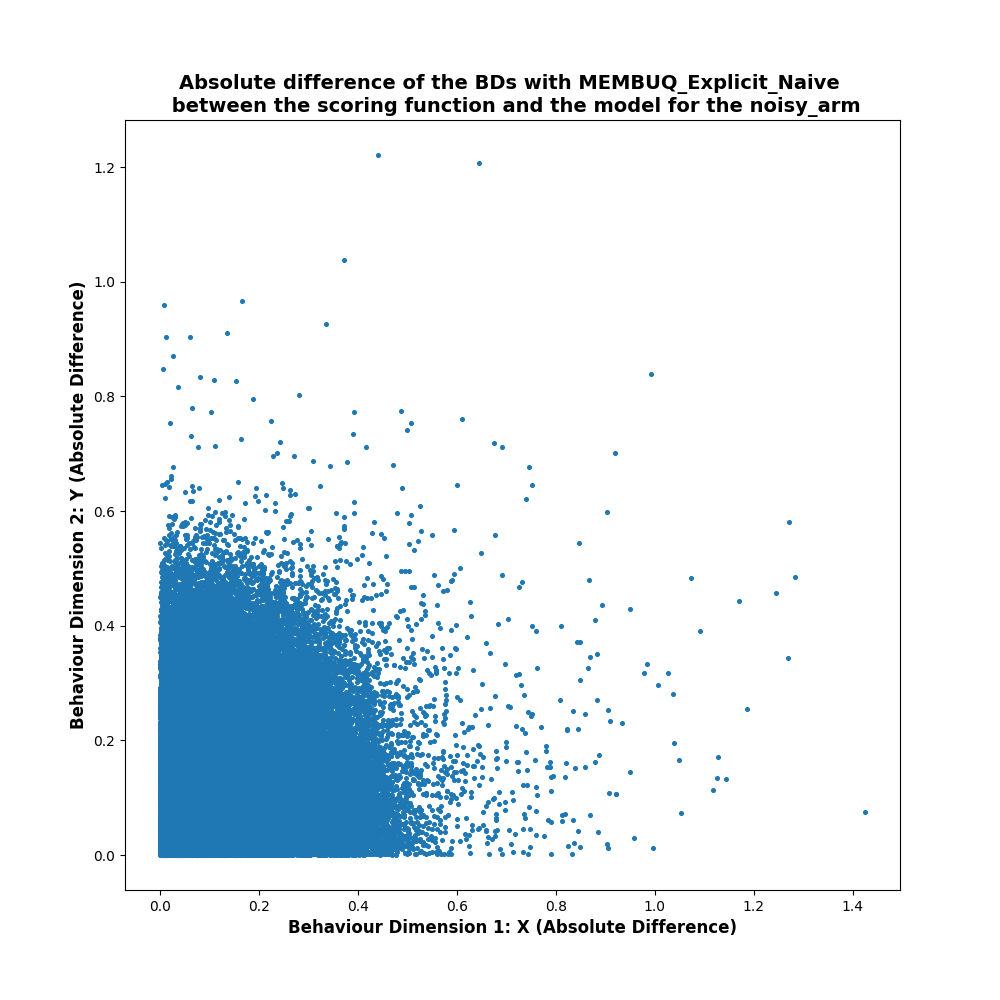 Absolute difference of the BDs with MEMBUQ_Explicit_Naive
between the scoring function and the model for the noisy_arm
Behaviour Dimension 2: Y (Absolute Difference)
1.2
1.0
0.8
0.6
0.4
0.2
0.0
0.0 0.2 0.4 0.6 0.8 1.0 1.2 1.4
Behaviour Dimension 1: X (Absolute Difference)